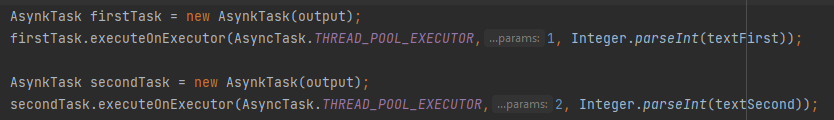 AsynkTask firstTask = new AsynkTask(output);
firstTask.executeOnExecutor(AsyncTask.THREAD_POOL_EXECUTOR, ...params: 1, Integer.parseInt(textFirst));
AsynkTask secondTask = new AsynkTask(output);
secondTask.executeOnExecutor(AsyncTask.THREAD_POOL_EXECUTOR, ...params: 2, Integer.parseInt(textSecond));